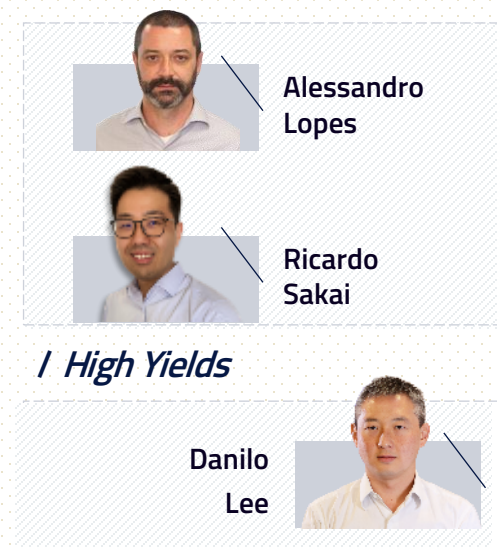 Alessandro
Lopes
Ricardo
Sakai
/ High Yields
Danilo
Lee